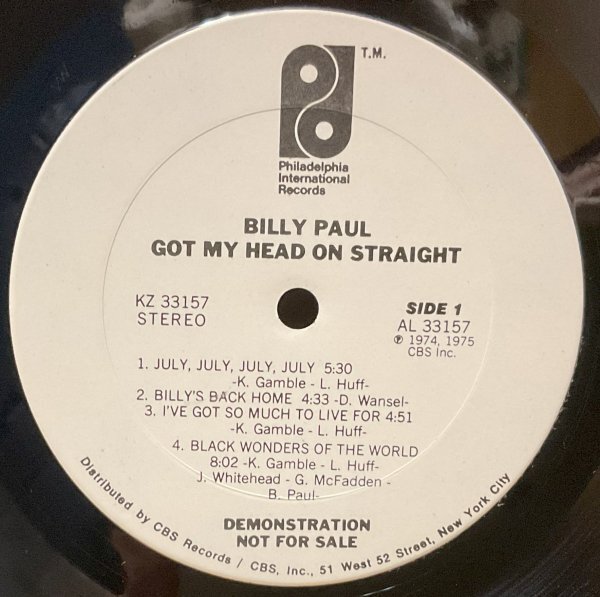 T.M.
Philadelphia
International
Records
BILLY PAUL
GOT MY HEAD ON STRAIGHT
KZ 33157
STEREO
SIDE 1
AL 33157
℗ 1974, 1975
CBS Inc.
1. JULY, JULY, JULY, JULY 5:30
-K. Gamble - L. Huff-
2. BILLY'S BACK HOME 4:33 -D. Wansel-
3. I'VE GOT SO MUCH TO LIVE FOR 4:51
-K. Gamble - L. Huff-
4. BLACK WONDERS OF THE WORLD
8:02 -K. Gamble - L. Huff-
J. Whitehead - G. McFadden -
B. Paul-
DEMONSTRATION
NOT FOR SALE
Distributed by CBS Records / CBS, Inc., 51 West 52 Street, New York City